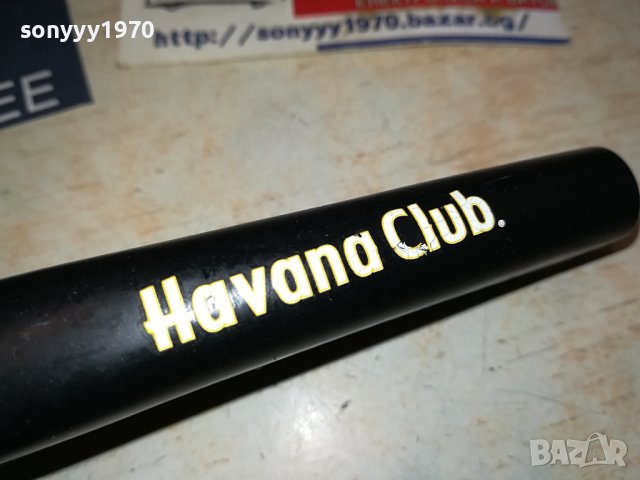 sonyyy1970
http://sonyyy1970.bazar.bg/
EE
Havana Club.
BAZAR